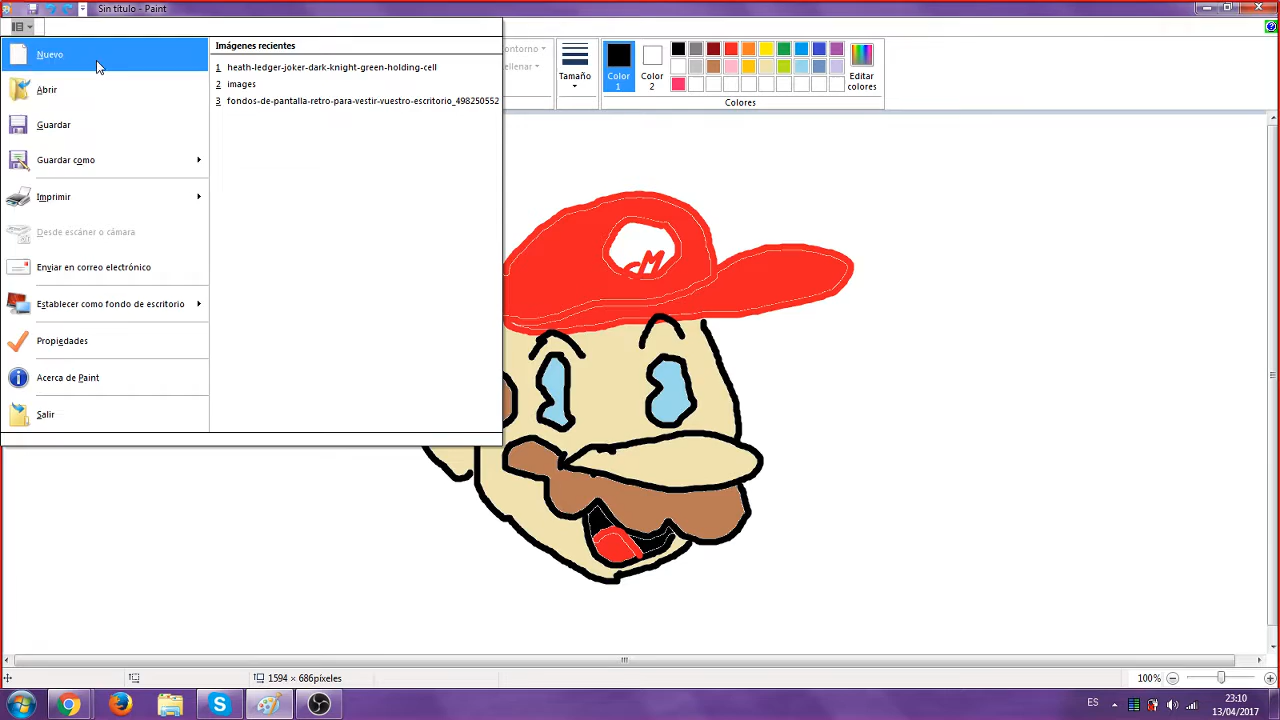 Sin título - Paint
Nuevo
Abrir
Guardar
Guardar como
Imprimir
Desde escáner o cámara
Enviar en correo electrónico
Establecer como fondo de escritorio
Propiedades
Acerca de Paint
Salir
Imágenes recientes
1 heath-ledger-joker-dark-knight-green-holding-cell
2 images
3 fondos-de-pantalla-retro-para-vestir-vuestro-escritorio_498250552
ontorno
ellenar
Tamaño
Color
1
Color
2
Editar
colores
Colores
M
1594 × 686píxeles
100%
ES
23:10
13/04/2017